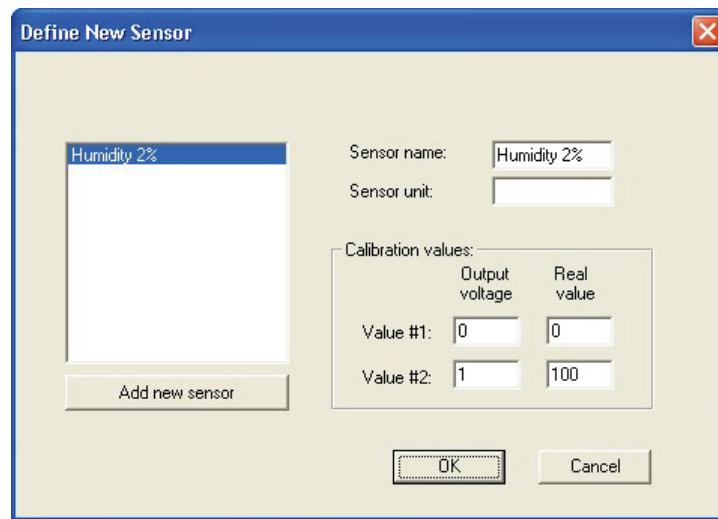 Define New Sensor
Humidity 2%
Add new sensor
Sensor name: Humidity 2%
Sensor unit:
Calibration values:
Output voltage
Real value
Value #1: 0 0
Value #2: 1 100
OK Cancel